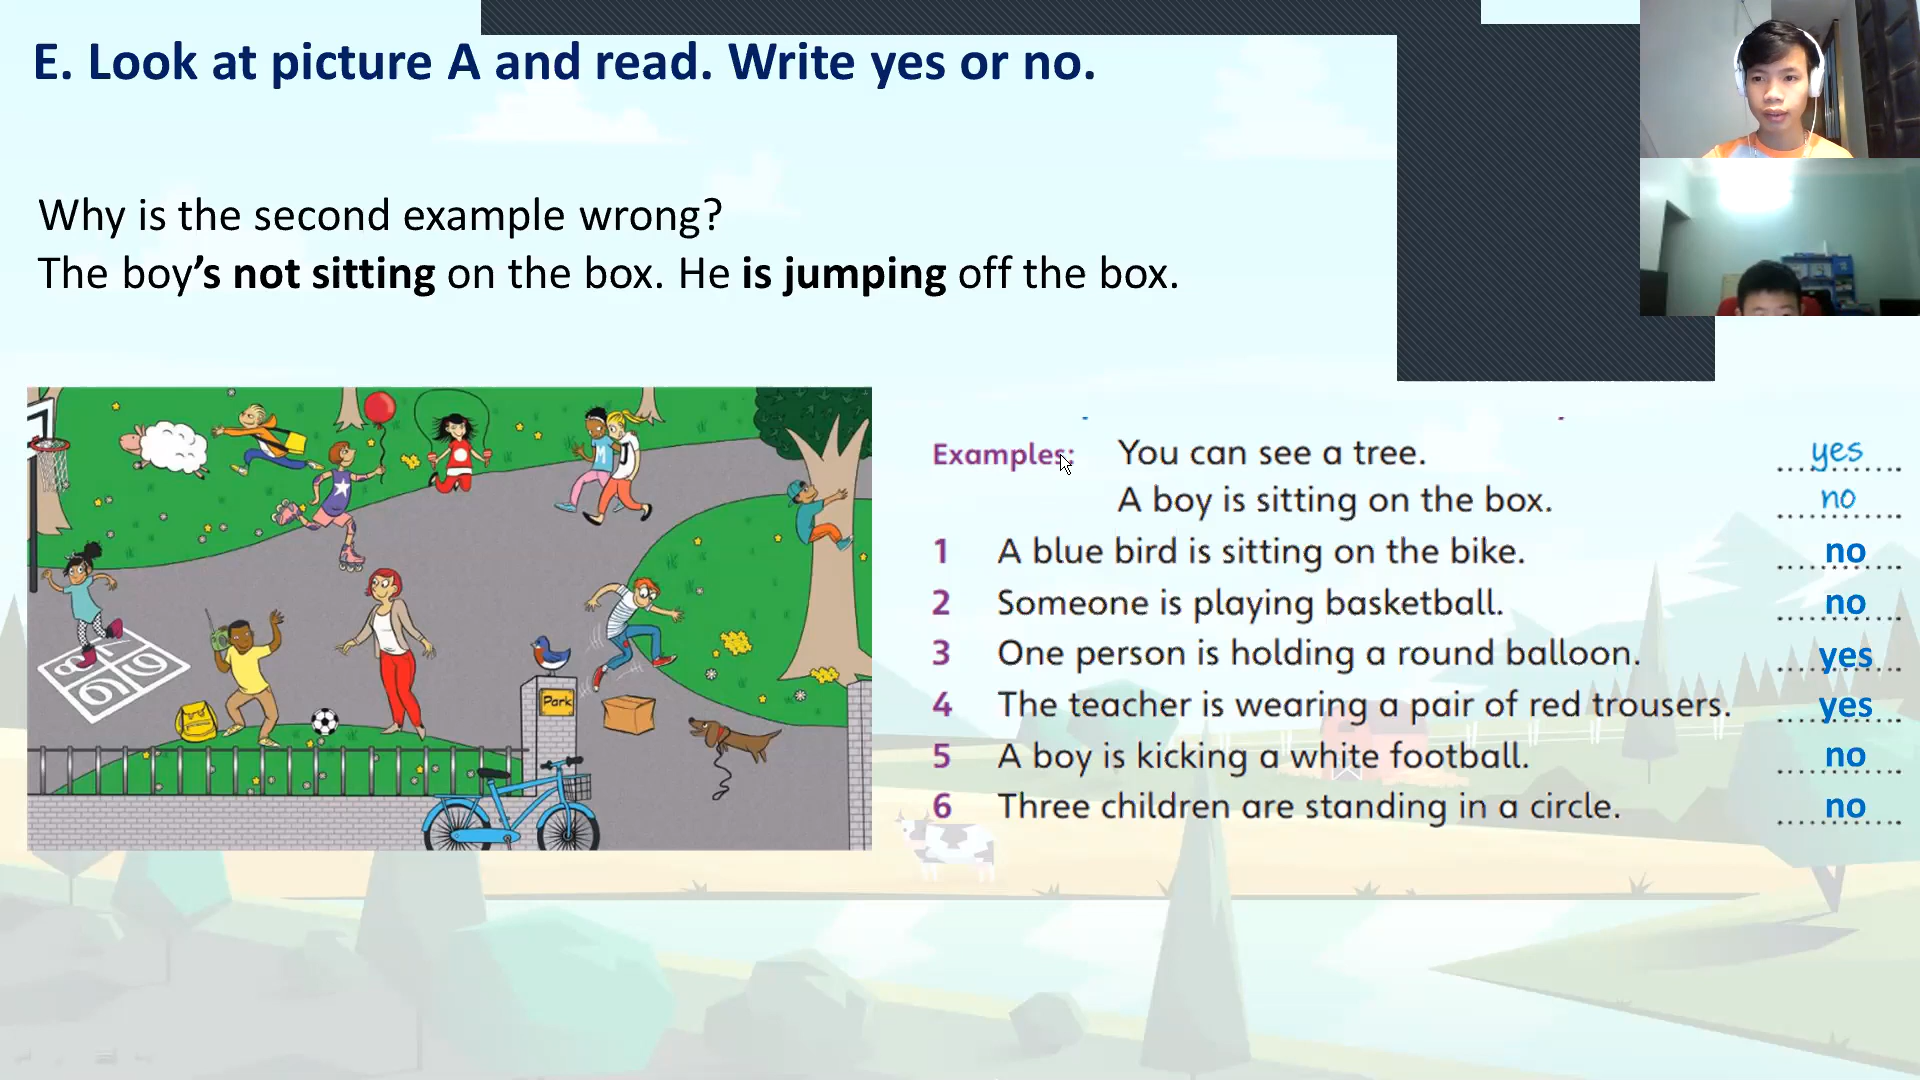 E. Look at picture A and read. Write yes or no.
Why is the second example wrong?
The boy's not sitting on the box. He is jumping off the box.
Examples: You can see a tree. yes
A boy is sitting on the box. no
1 A blue bird is sitting on the bike. no
2 Someone is playing basketball. no
3 One person is holding a round balloon. yes
4 The teacher is wearing a pair of red trousers. yes
5 A boy is kicking a white football. no
6 Three children are standing in a circle. no
M
J
Park